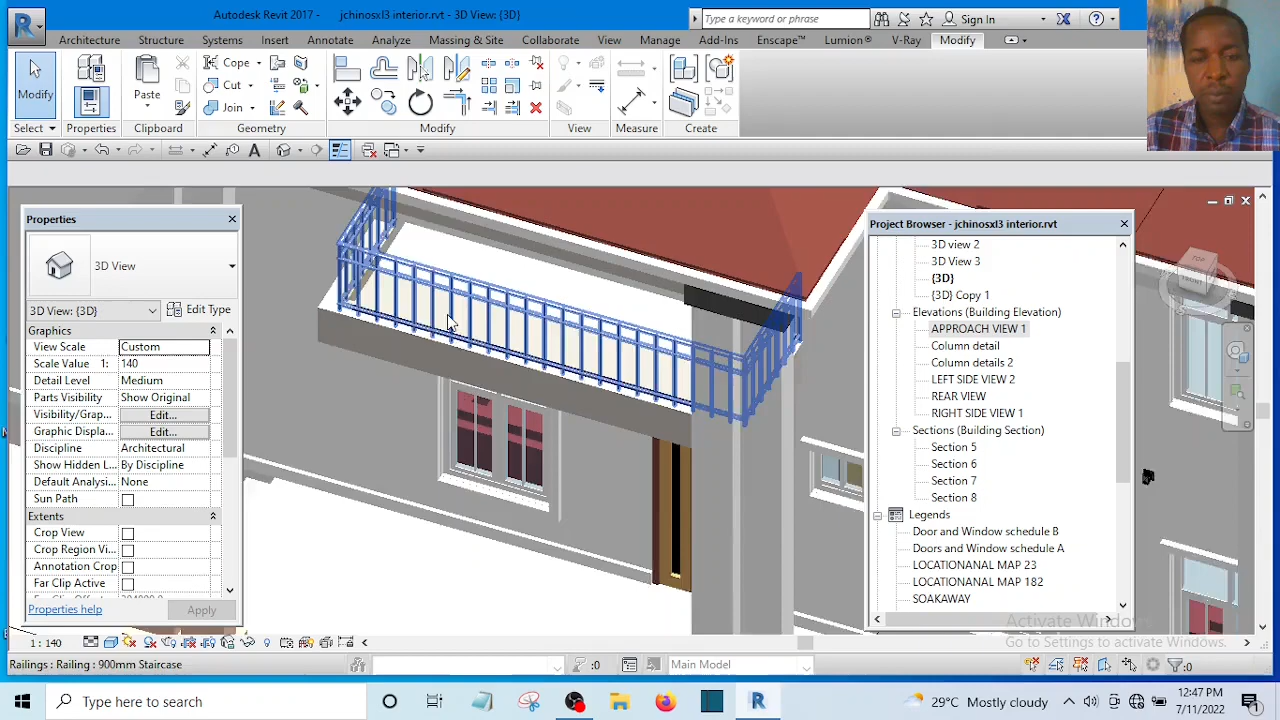 Autodesk Revit 2017 - jchinosxl3 interior.rvt - 3D View: {3D}
Type a keyword or phrase
Sign In
Architecture Structure Systems Insert Annotate Analyze Massing & Site Collaborate View Manage Add-Ins Enscape™ Lumion® V-Ray Modify
Modify
Paste
Cope
Cut
Join
Select Properties Clipboard Geometry Modify View Measure Create
Properties
3D View
3D View: {3D}
Edit Type
Graphics
View Scale Custom
Scale Value 1: 140
Detail Level Medium
Parts Visibility Show Original
Visibility/Grap... Edit...
Graphic Displa... Edit...
Discipline Architectural
Show Hidden L... By Discipline
Default Analysi... None
Sun Path
Extents
Crop View
Crop Region Vi...
Annotation Crop
Far Clip Active
Properties help
Apply
Project Browser - jchinosxl3 interior.rvt
3D view 2
3D View 3
{3D}
{3D} Copy 1
Elevations (Building Elevation)
APPROACH VIEW 1
Column detail
Column details 2
LEFT SIDE VIEW 2
REAR VIEW
RIGHT SIDE VIEW 1
Sections (Building Section)
Section 5
Section 6
Section 7
Section 8
Legends
Door and Window schedule B
Doors and Window schedule A
LOCATIONANAL MAP 23
LOCATIONANAL MAP 182
SOAKAWAY
TOP
Activate Windows
Go to Settings to activate Windows.
1 : 140
Railings : Railing : 900mm Staircase
:0
Main Model
:0
Type here to search
29°C Mostly cloudy
12:47 PM
7/11/2022